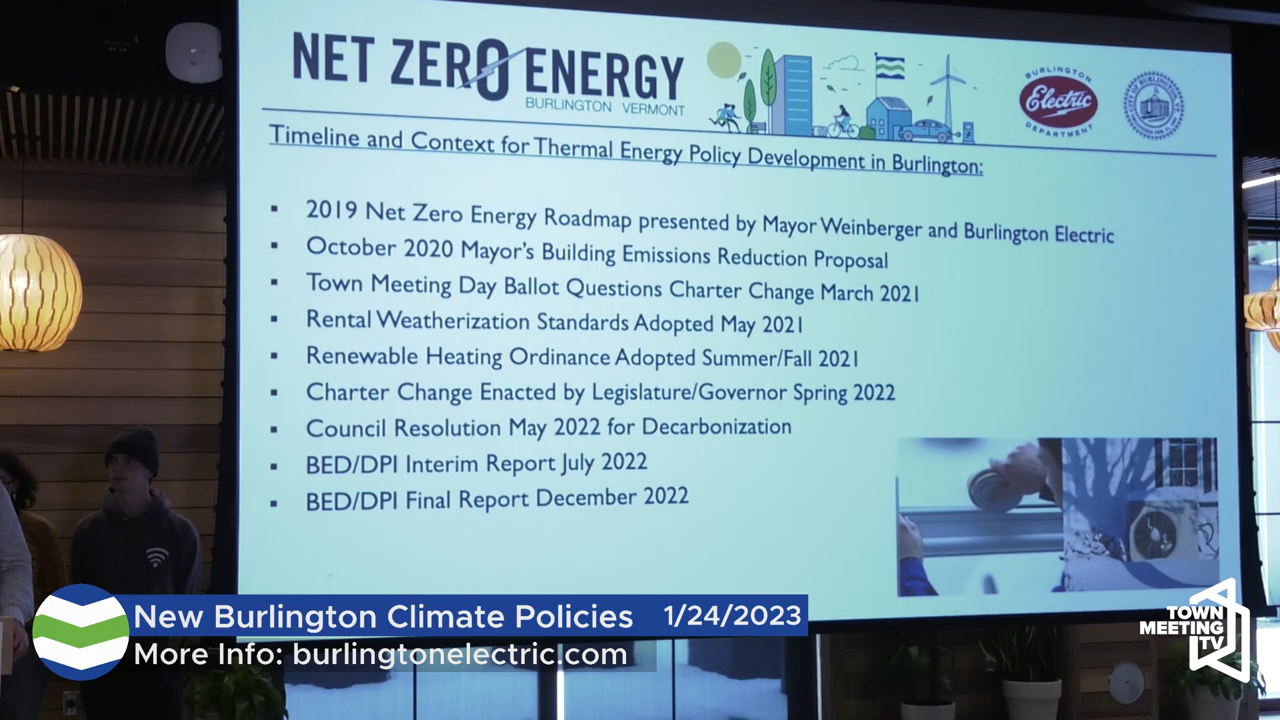 NET ZERO ENERGY
BURLINGTON VERMONT
BURLINGTON
Electric
DEPARTMENT
Timeline and Context for Thermal Energy Policy Development in Burlington:
▪ 2019 Net Zero Energy Roadmap presented by Mayor Weinberger and Burlington Electric
▪ October 2020 Mayor's Building Emissions Reduction Proposal
▪ Town Meeting Day Ballot Questions Charter Change March 2021
▪ Rental Weatherization Standards Adopted May 2021
▪ Renewable Heating Ordinance Adopted Summer/Fall 2021
▪ Charter Change Enacted by Legislature/Governor Spring 2022
▪ Council Resolution May 2022 for Decarbonization
▪ BED/DPI Interim Report July 2022
▪ BED/DPI Final Report December 2022
New Burlington Climate Policies 1/24/2023
More Info: burlingtonelectric.com
TOWN
MEETING
TV